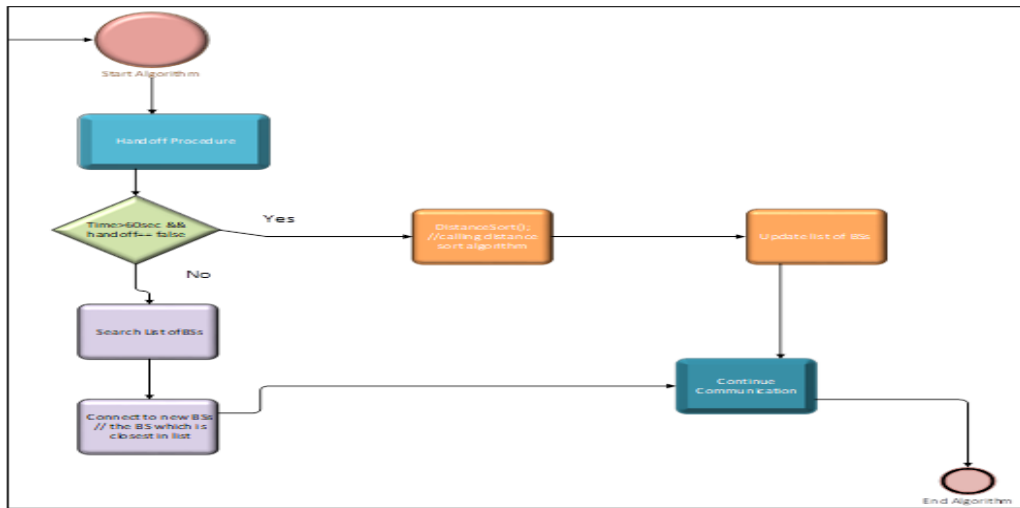 Start Algorithm
Handoff Procedure
Time>60sec &&
handoff== false
Yes
DistanceSort();
//calling distance
sort algorithm
Update list of BSs
No
Search List of BSs
Connect to new BSs
// the BS which is
closest in list
Continue
Communication
End Algorithm